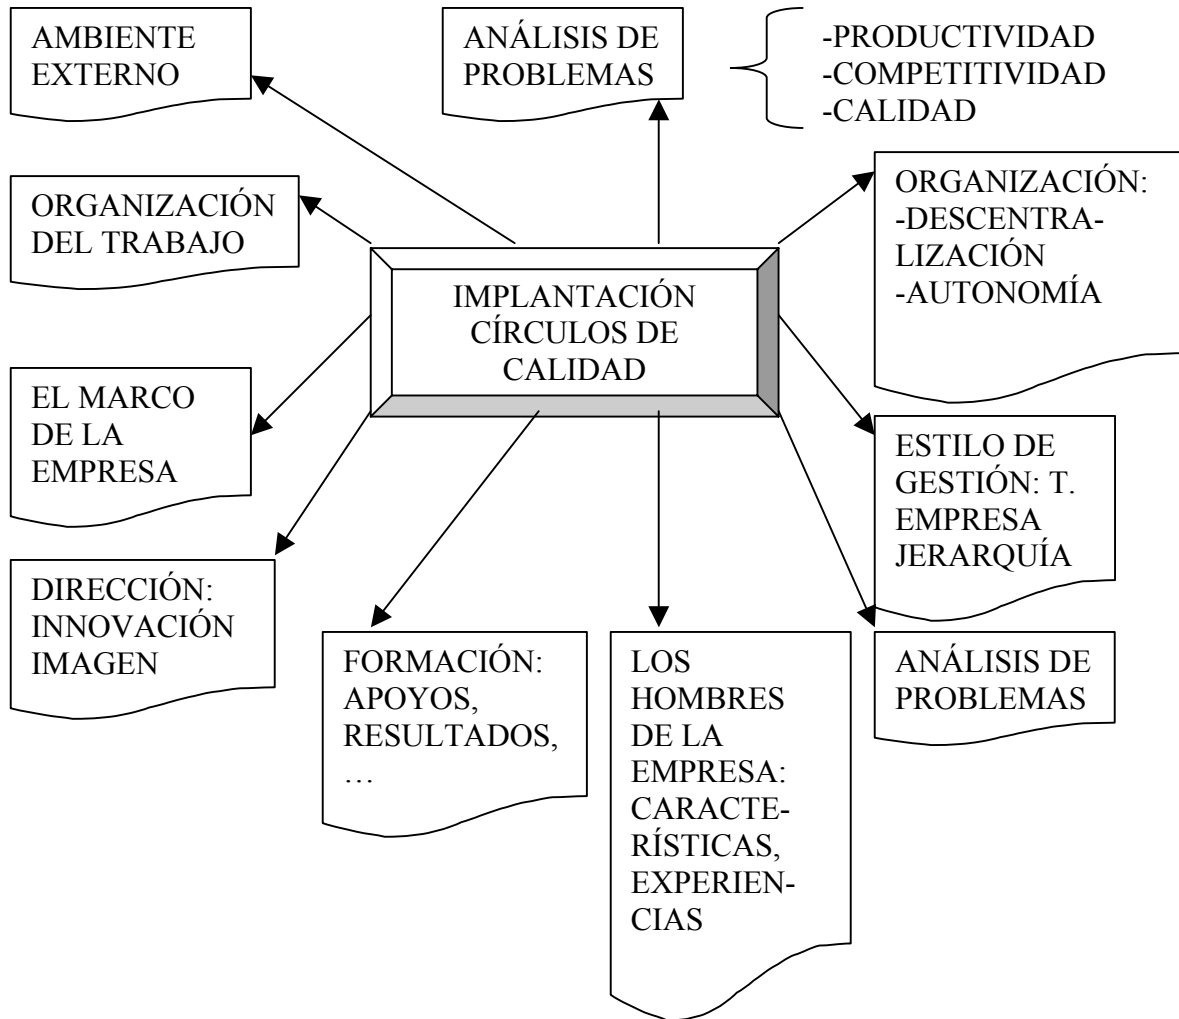 AMBIENTE
EXTERNO
ANÁLISIS DE
PROBLEMAS
-PRODUCTIVIDAD
-COMPETITIVIDAD
-CALIDAD
ORGANIZACIÓN
DEL TRABAJO
ORGANIZACIÓN:
-DESCENTRA-
LIZACIÓN
-AUTONOMÍA
IMPLANTACIÓN
CÍRCULOS DE
CALIDAD
EL MARCO
DE LA
EMPRESA
ESTILO DE
GESTIÓN: T.
EMPRESA
JERARQUÍA
DIRECCIÓN:
INNOVACIÓN
IMAGEN
FORMACIÓN:
APOYOS,
RESULTADOS,
…
LOS
HOMBRES
DE LA
EMPRESA:
CARACTE-
RÍSTICAS,
EXPERIEN-
CIAS
ANÁLISIS DE
PROBLEMAS